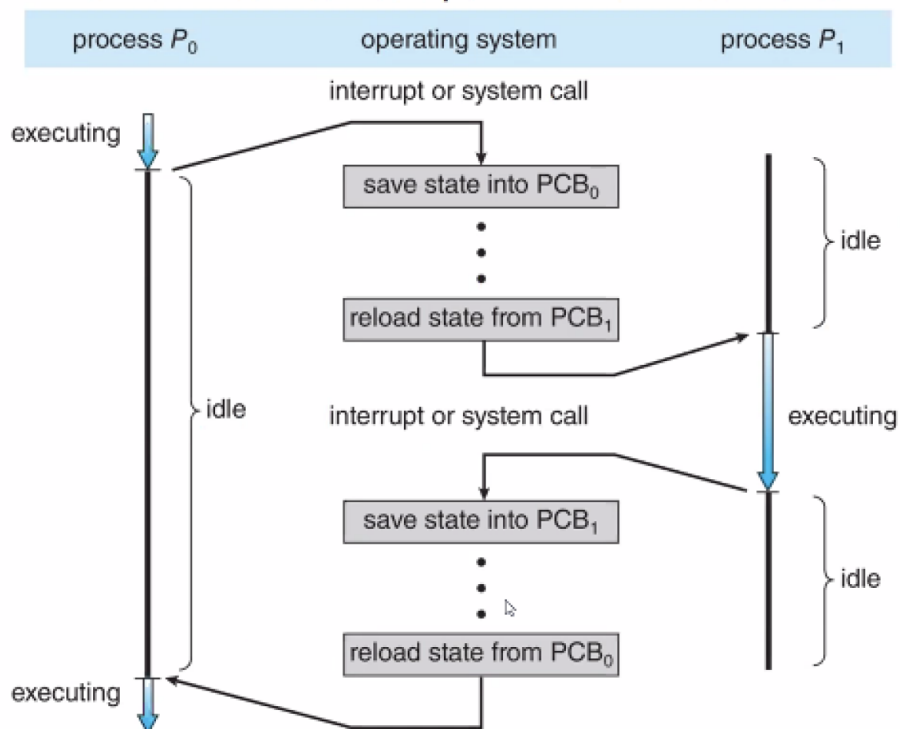 process P0 operating system process P1
interrupt or system call
executing
save state into PCB0
idle
reload state from PCB1
idle
interrupt or system call
executing
save state into PCB1
idle
reload state from PCB0
executing